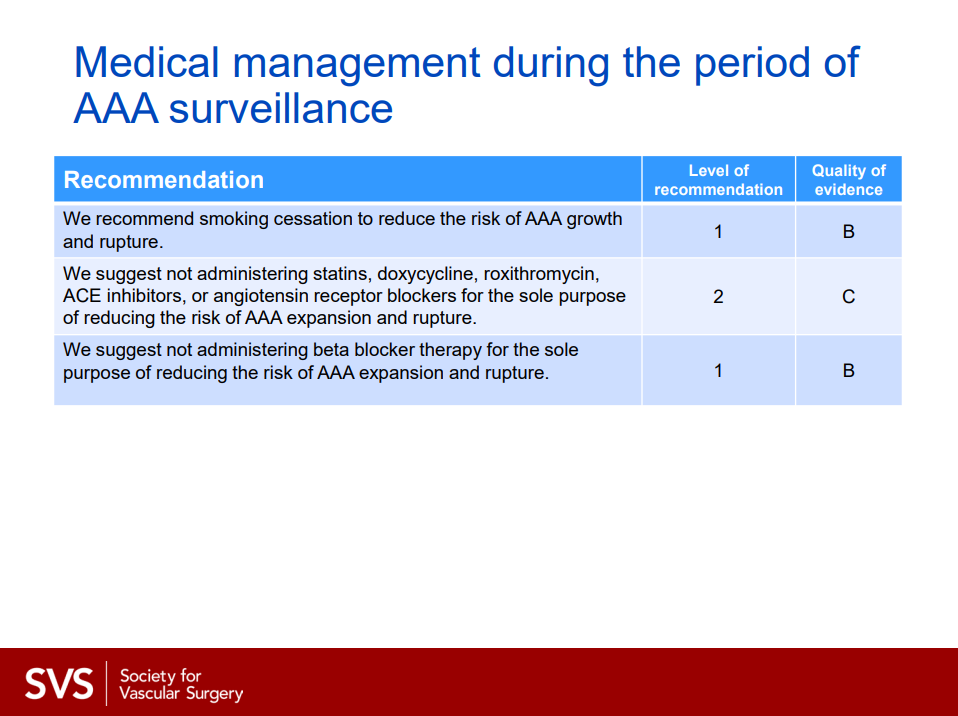 Medical management during the period of
AAA surveillance
Recommendation
Level of
recommendation
Quality of
evidence
We recommend smoking cessation to reduce the risk of AAA growth
and rupture.
1
B
We suggest not administering statins, doxycycline, roxithromycin,
ACE inhibitors, or angiotensin receptor blockers for the sole purpose
of reducing the risk of AAA expansion and rupture.
2
C
We suggest not administering beta blocker therapy for the sole
purpose of reducing the risk of AAA expansion and rupture.
1
B
SVS
Society for
Vascular Surgery